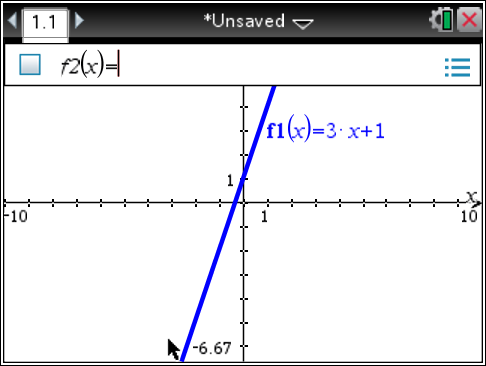 1.1
*Unsaved
f2(x)=
f1(x)=3·x+1
1
x
-10
1
10
-6.67